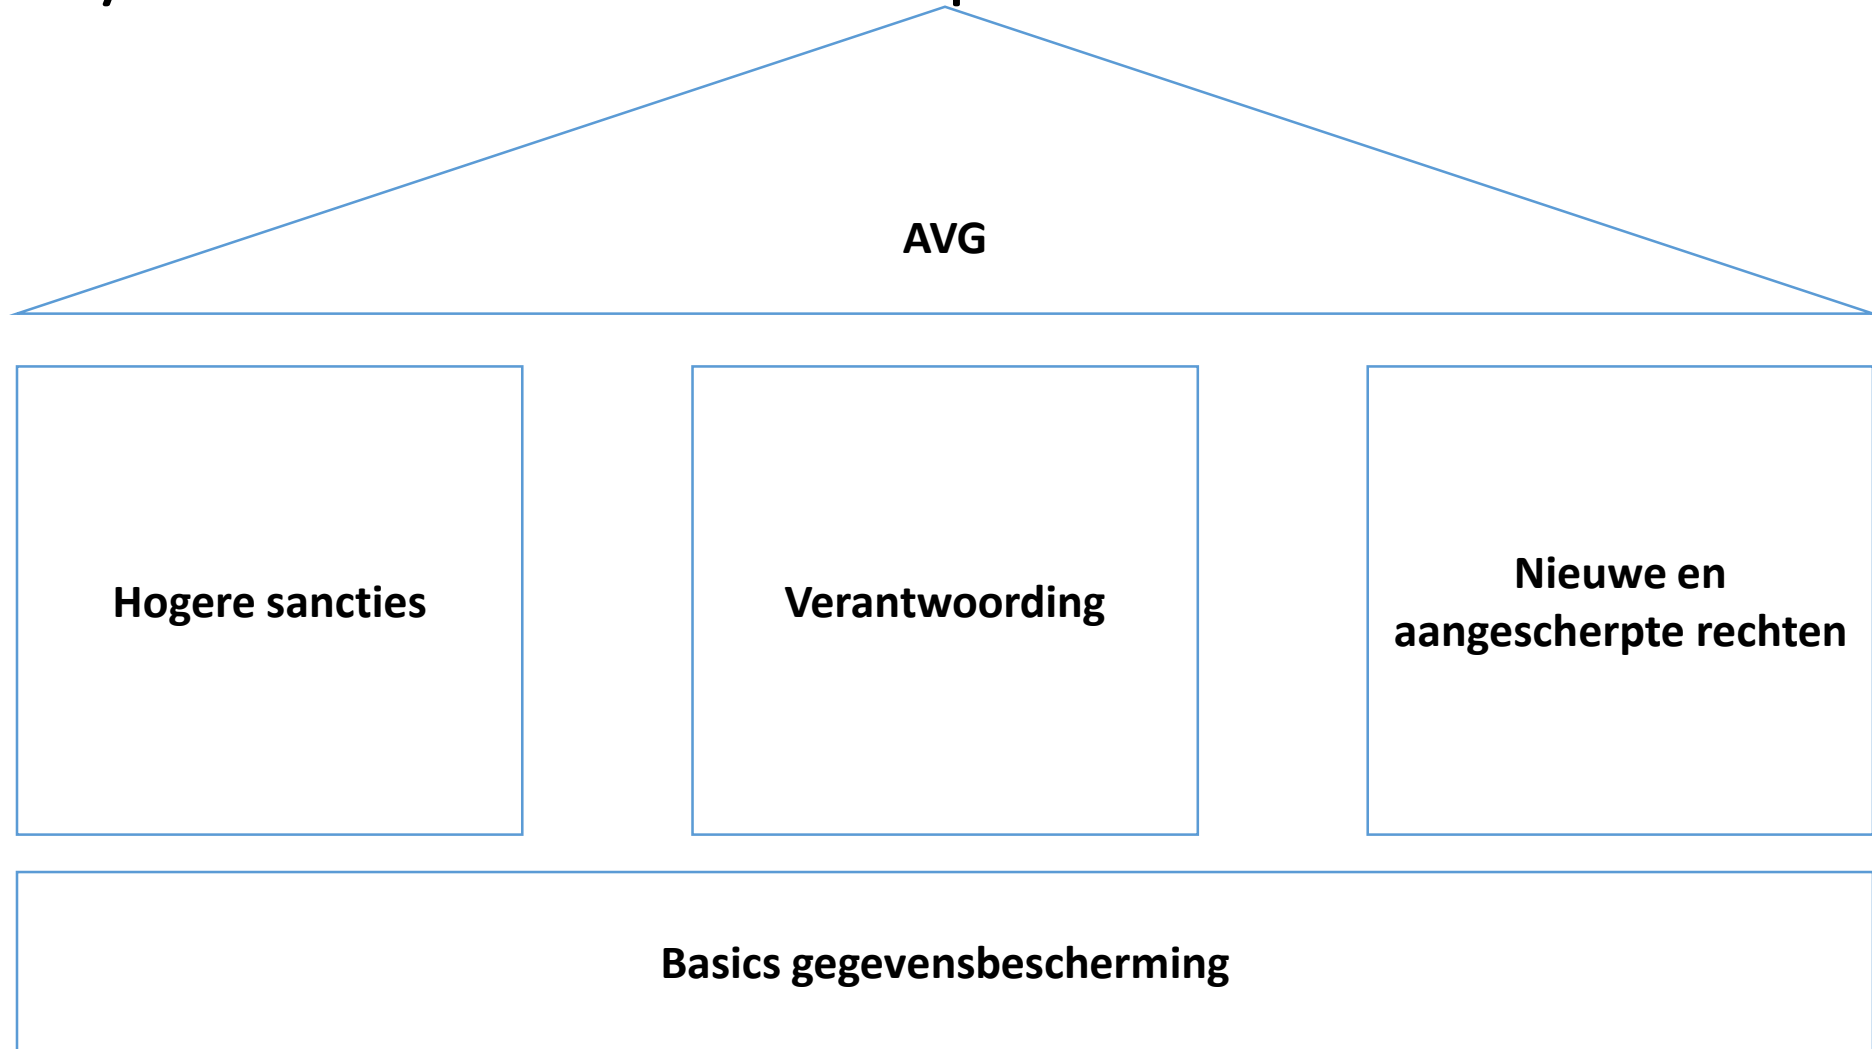 AVG
Hogere sancties
Verantwoording
Nieuwe en
aangescherpte rechten
Basics gegevensbescherming